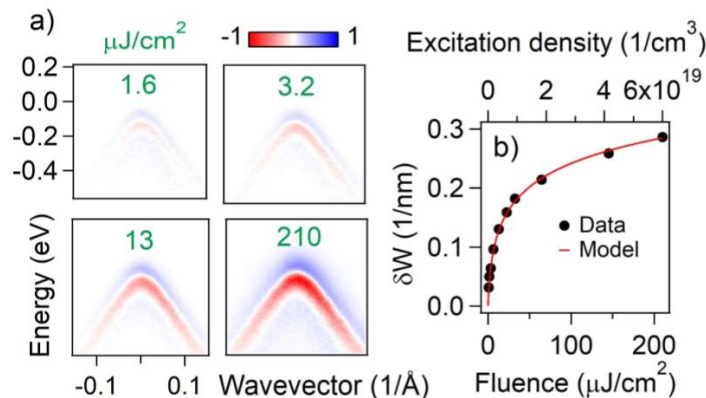 a)
μJ/cm²
-1 1
Excitation density (1/cm³)
0 2 4 6x10¹⁹
1.6
3.2
13
210
0.2
0.0
-0.2
-0.4
Energy (eV)
-0.1 0.1
Wavevector (1/Å)
b)
0.3
0.2
0.1
0.0
δW (1/nm)
Data
Model
0 100 200
Fluence (μJ/cm²)